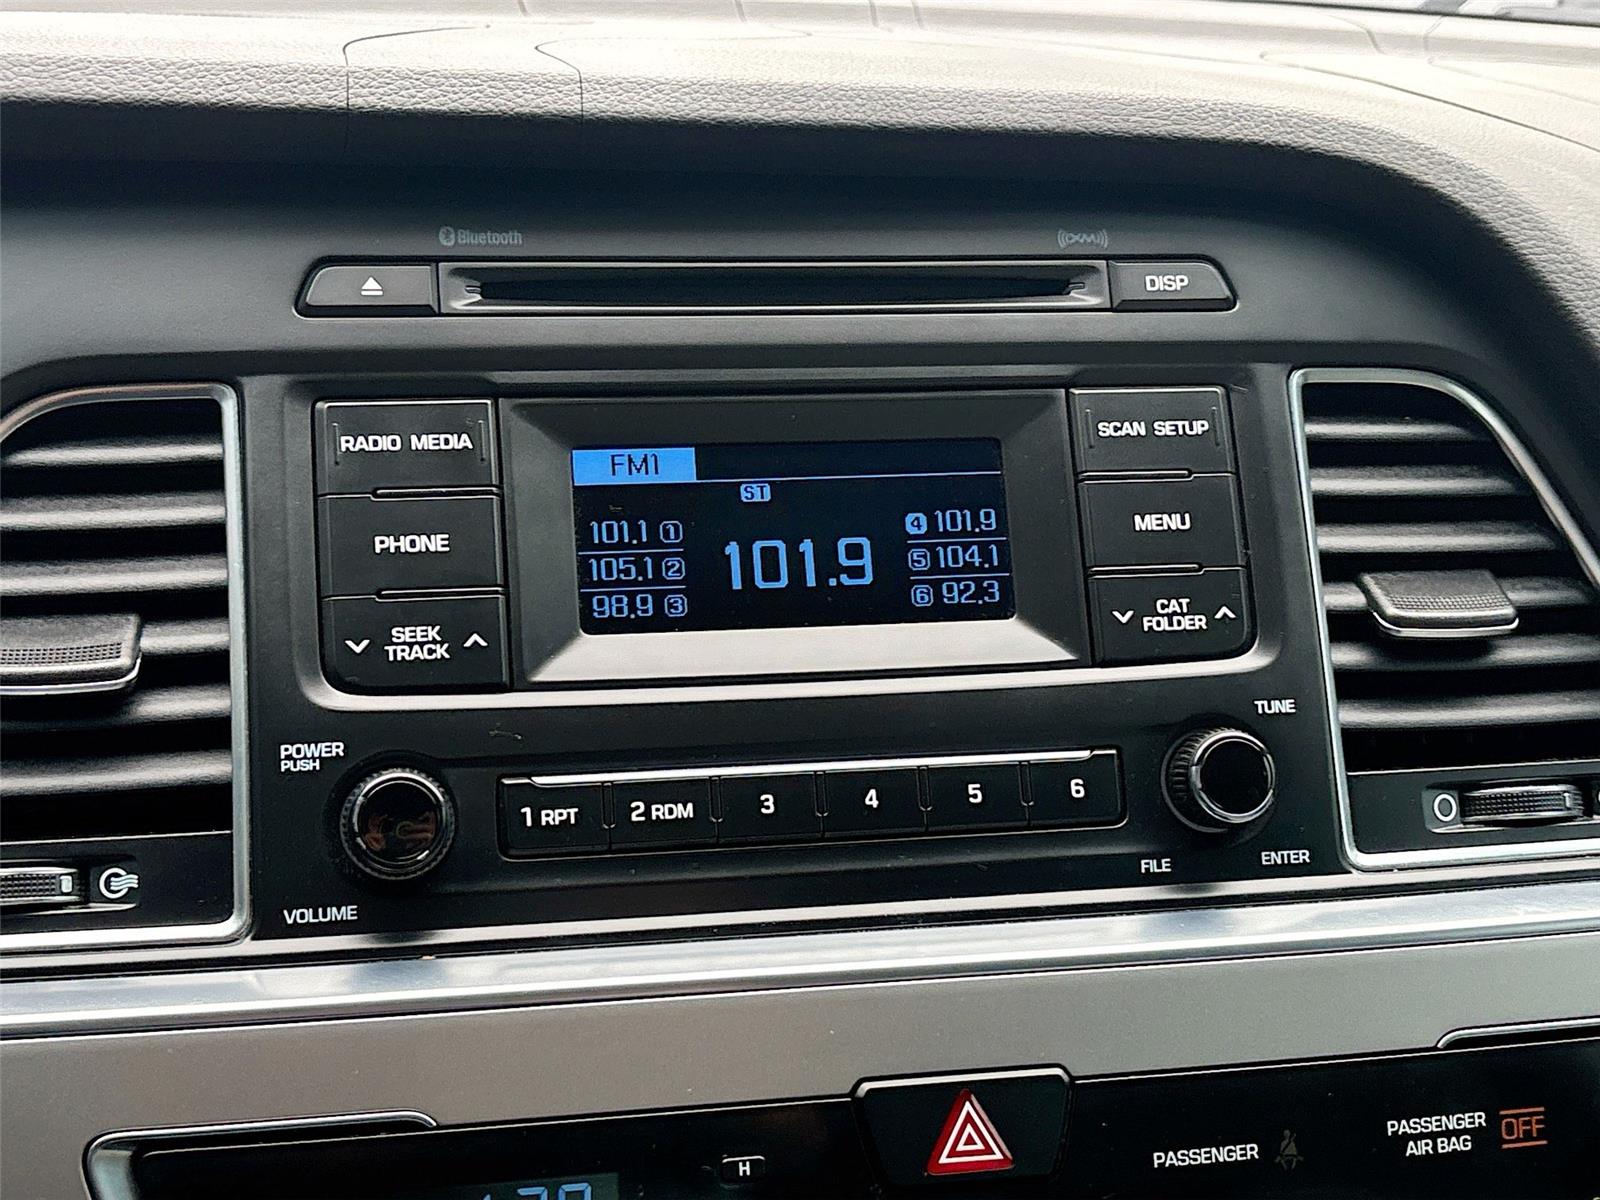 Bluetooth
((XM))
DISP
RADIO MEDIA
SCAN SETUP
FM1
ST
PHONE
MENU
101.1 1
105.1 2
98.9 3
101.9
4 101.9
5 104.1
6 92.3
SEEK
TRACK
CAT
FOLDER
POWER
PUSH
TUNE
1 RPT
2 RDM
3
4
5
6
VOLUME
FILE
ENTER
H
PASSENGER
PASSENGER
AIR BAG
OFF